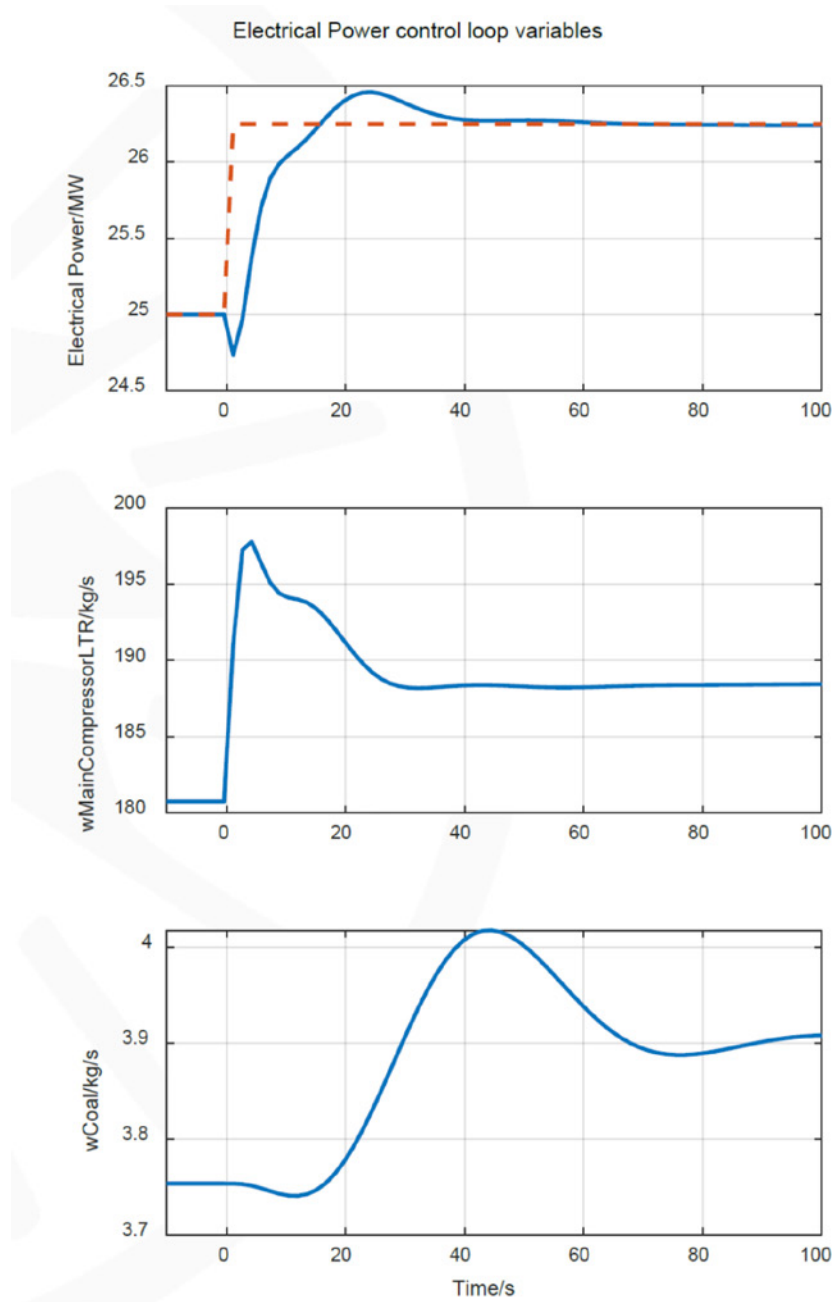 Electrical Power control loop variables
26.5
26
25.5
25
24.5
Electrical Power/MW
0 20 40 60 80 100
200
195
190
185
180
wMainCompressorLTR/kg/s
0 20 40 60 80 100
4
3.9
3.8
3.7
wCoal/kg/s
0 20 40 60 80 100
Time/s